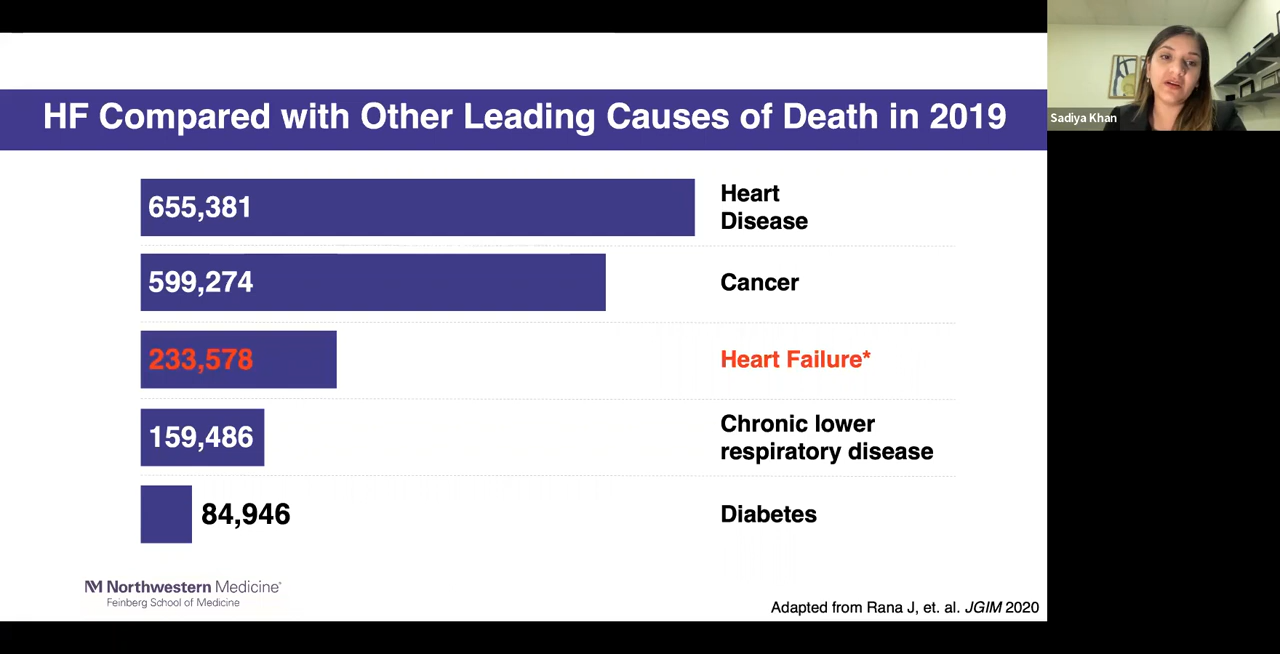 HF Compared with Other Leading Causes of Death in 2019
655,381
Heart
Disease
599,274
Cancer
233,578
Heart Failure*
159,486
Chronic lower
respiratory disease
84,946
Diabetes
Northwestern Medicine®
Feinberg School of Medicine
Adapted from Rana J, et. al. JGIM 2020
Sadiya Khan